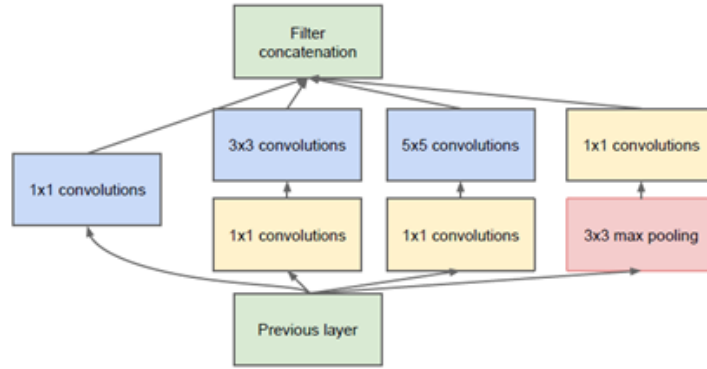 Filter
concatenation
3x3 convolutions
5x5 convolutions
1x1 convolutions
1x1 convolutions
1x1 convolutions
1x1 convolutions
3x3 max pooling
Previous layer